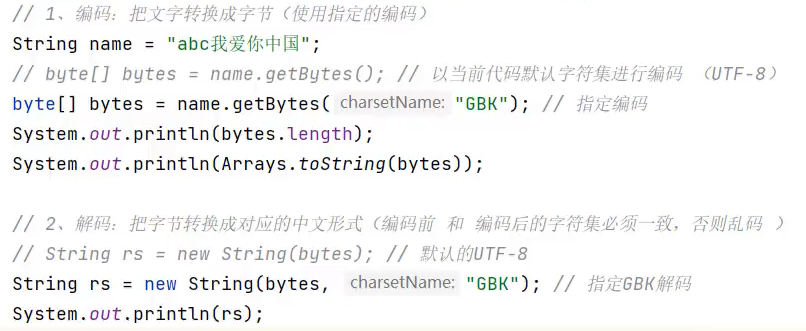 // 1、编码：把文字转换成字节（使用指定的编码）
String name = "abc我爱你中国";
// byte[] bytes = name.getBytes(); // 以当前代码默认字符集进行编码 （UTF-8）
byte[] bytes = name.getBytes( charsetName: "GBK"); // 指定编码
System.out.println(bytes.length);
System.out.println(Arrays.toString(bytes));
// 2、解码：把字节转换成对应的中文形式（编码前 和 编码后的字符集必须一致，否则乱码 ）
// String rs = new String(bytes); // 默认的UTF-8
String rs = new String(bytes, charsetName: "GBK"); // 指定GBK解码
System.out.println(rs);